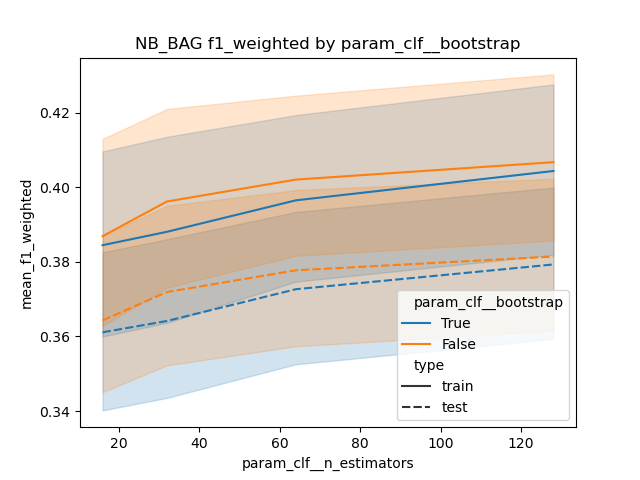 NB_BAG f1_weighted by param_clf__bootstrap
mean_f1_weighted
0.42
0.40
0.38
0.36
0.34
20
40
60
80
100
120
param_clf__n_estimators
param_clf__bootstrap
True
False
type
train
test